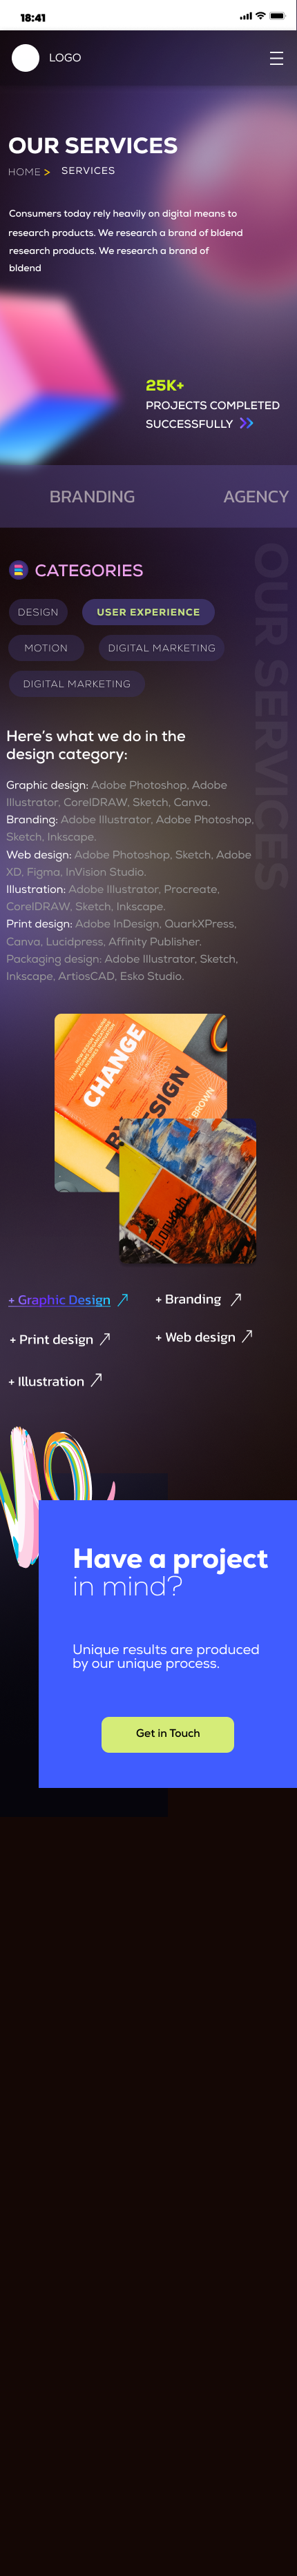 18:41
LOGO
OUR SERVICES
HOME > SERVICES
Consumers today rely heavily on digital means to
research products. We research a brand of bldend
research products. We research a brand of
bldend
25K+
PROJECTS COMPLETED
SUCCESSFULLY
BRANDING AGENCY
OUR SERVICES
CATEGORIES
DESIGN USER EXPERIENCE
MOTION DIGITAL MARKETING
DIGITAL MARKETING
Here's what we do in the
design category:
Graphic design: Adobe Photoshop, Adobe
Illustrator, CorelDRAW, Sketch, Canva.
Branding: Adobe Illustrator, Adobe Photoshop,
Sketch, Inkscape.
Web design: Adobe Photoshop, Sketch, Adobe
XD, Figma, InVision Studio.
Illustration: Adobe Illustrator, Procreate,
CorelDRAW, Sketch, Inkscape.
Print design: Adobe InDesign, QuarkXPress,
Canva, Lucidpress, Affinity Publisher.
Packaging design: Adobe Illustrator, Sketch,
Inkscape, ArtiosCAD, Esko Studio.
CHANGE
BY DESIGN
BROWN
+ Graphic Design + Branding
+ Print design + Web design
+ Illustration
Have a project
in mind?
Unique results are produced
by our unique process.
Get in Touch